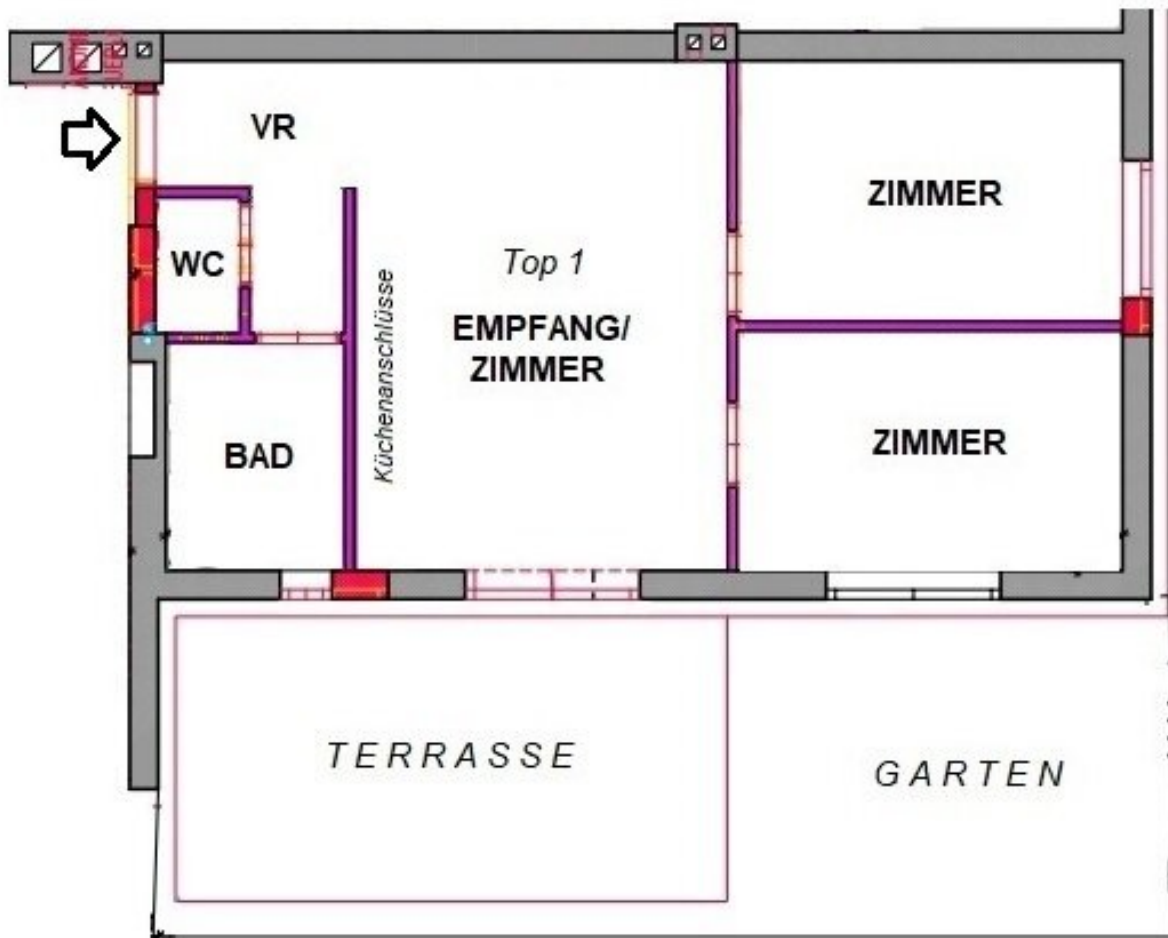 VR
ZIMMER
WC
Top 1
EMPFANG/
ZIMMER
Küchenanschlüsse
BAD
ZIMMER
TERRASSE
GARTEN